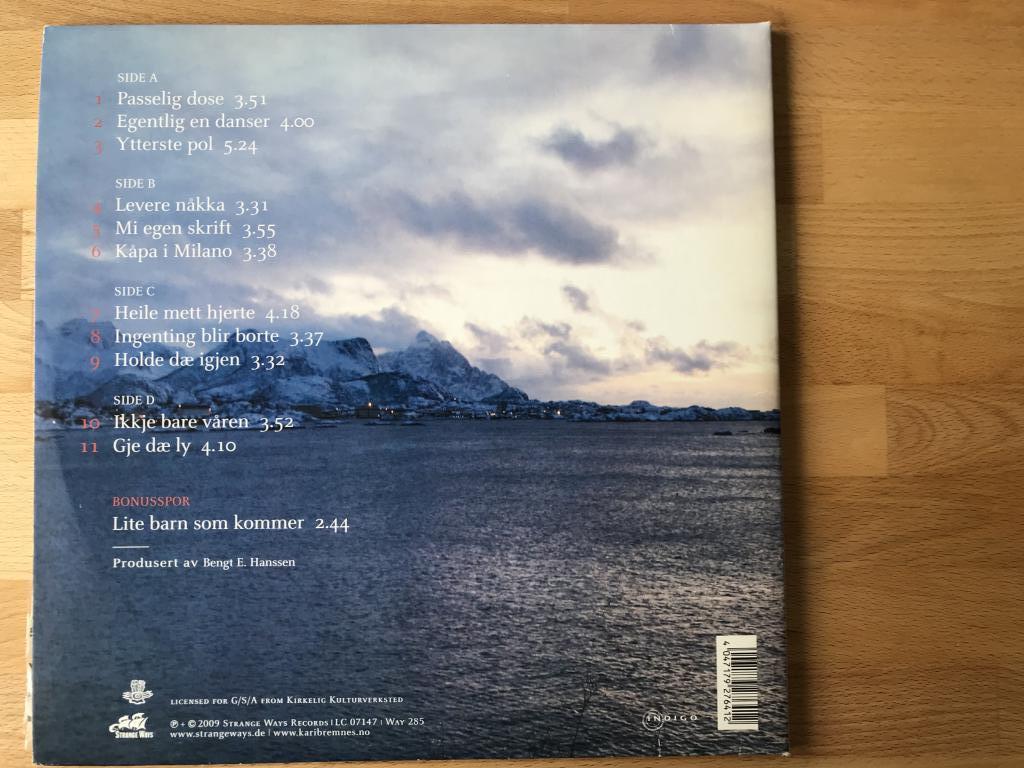 SIDE A
1 Passelig dose 3.51
2 Egentlig en danser 4.00
3 Ytterste pol 5.24
SIDE B
4 Levere nåkka 3.31
5 Mi egen skrift 3.55
6 Kåpa i Milano 3.38
SIDE C
7 Heile mett hjerte 4.18
8 Ingenting blir borte 3.37
9 Holde dæ igjen 3.32
SIDE D
10 Ikkje bare våren 3.52
11 Gje dæ ly 4.10
BONUSSPOR
Lite barn som kommer 2.44
Produsert av Bengt E. Hanssen
LICENSED FOR G/S/A FROM KIRKELIG KULTURVERKSTED
℗ + © 2009 STRANGE WAYS RECORDS | LC 07147 | WAY 285
www.strangeways.de | www.karibremnes.no
STRANGE WAYS
INDIGO
4 047179 276412